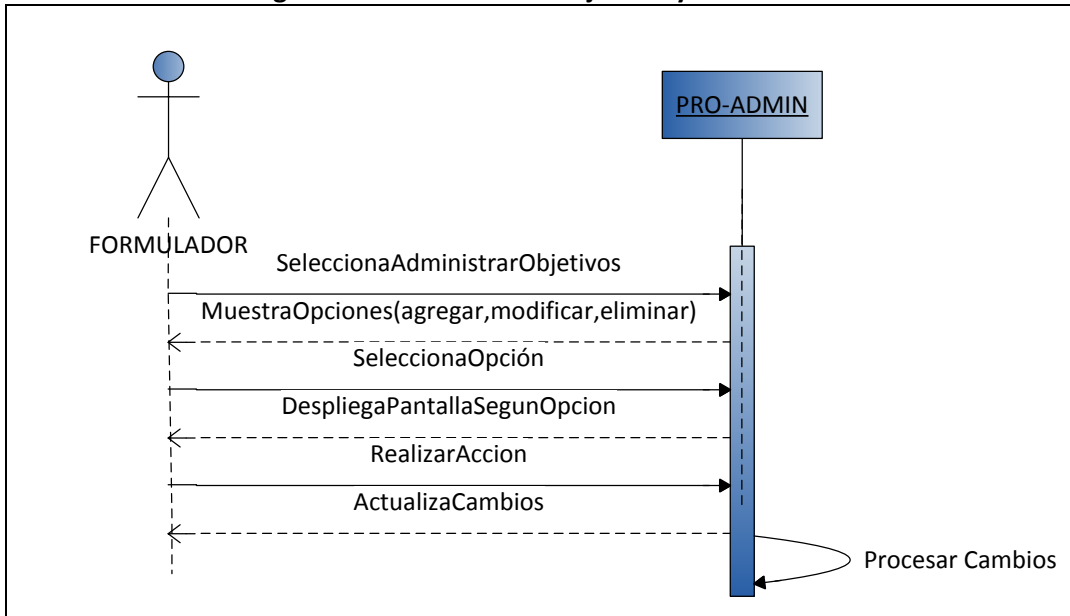 PRO-ADMIN
FORMULADOR
SeleccionaAdministrarObjetivos
MuestraOpciones(agregar,modificar,eliminar)
SeleccionaOpción
DespliegaPantallaSegunOpcion
RealizarAccion
ActualizaCambios
Procesar Cambios